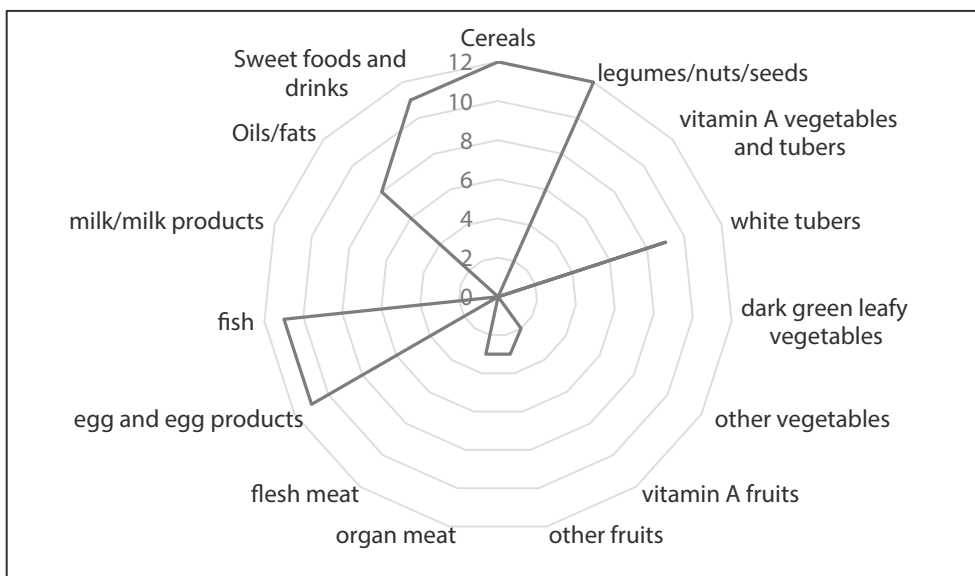 Cereals
legumes/nuts/seeds
vitamin A vegetables
and tubers
white tubers
dark green leafy
vegetables
other vegetables
vitamin A fruits
other fruits
organ meat
flesh meat
egg and egg products
fish
milk/milk products
Oils/fats
Sweet foods and
drinks
12
10
8
6
4
2
0